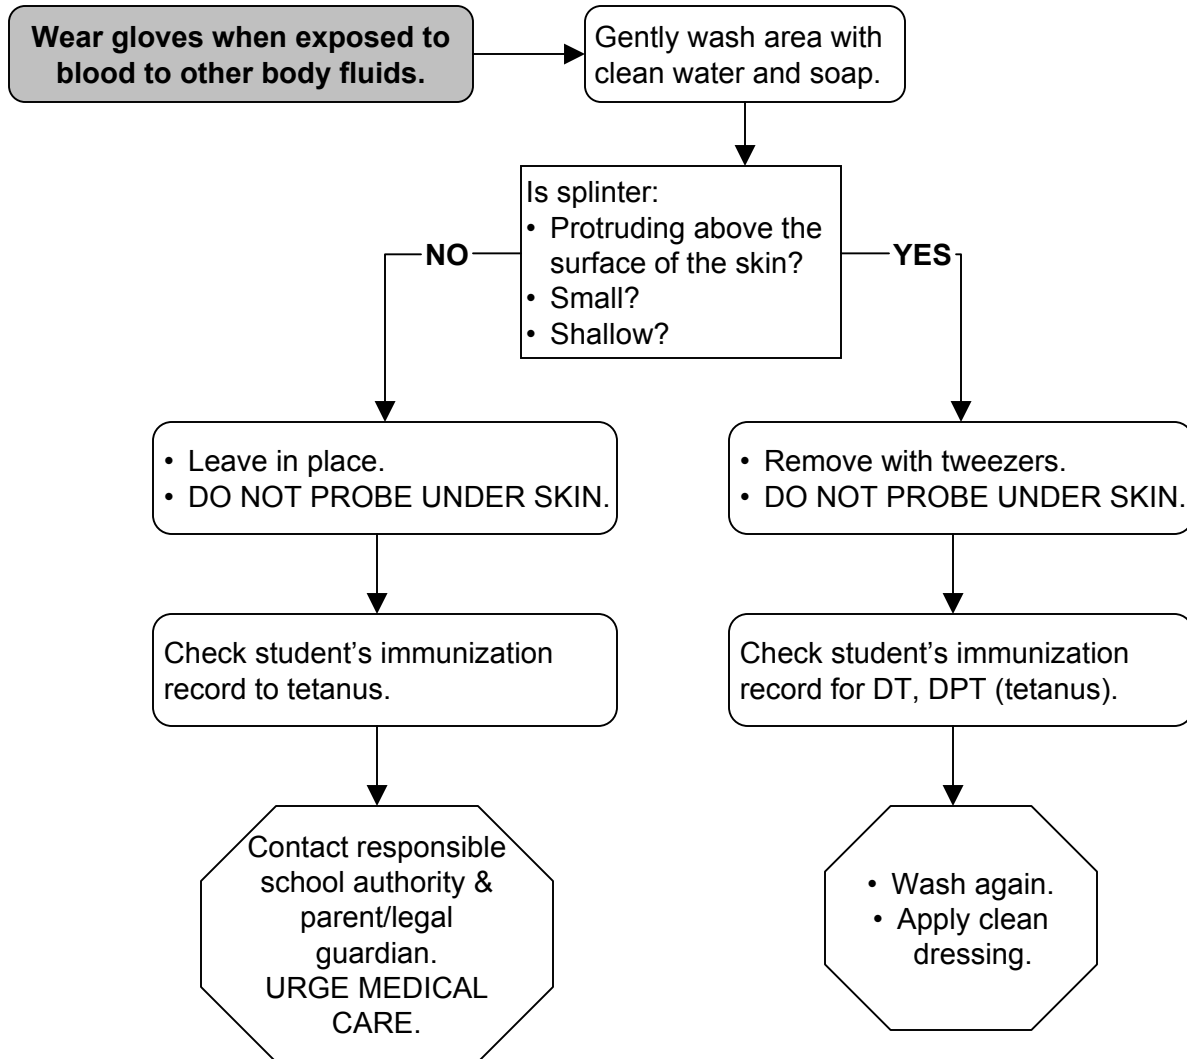 Wear gloves when exposed to
blood to other body fluids.
Gently wash area with
clean water and soap.
Is splinter:
• Protruding above the
surface of the skin?
• Small?
• Shallow?
NO
YES
• Leave in place.
• DO NOT PROBE UNDER SKIN.
• Remove with tweezers.
• DO NOT PROBE UNDER SKIN.
Check student’s immunization
record to tetanus.
Check student’s immunization
record for DT, DPT (tetanus).
Contact responsible
school authority &
parent/legal
guardian.
URGE MEDICAL
CARE.
• Wash again.
• Apply clean
dressing.